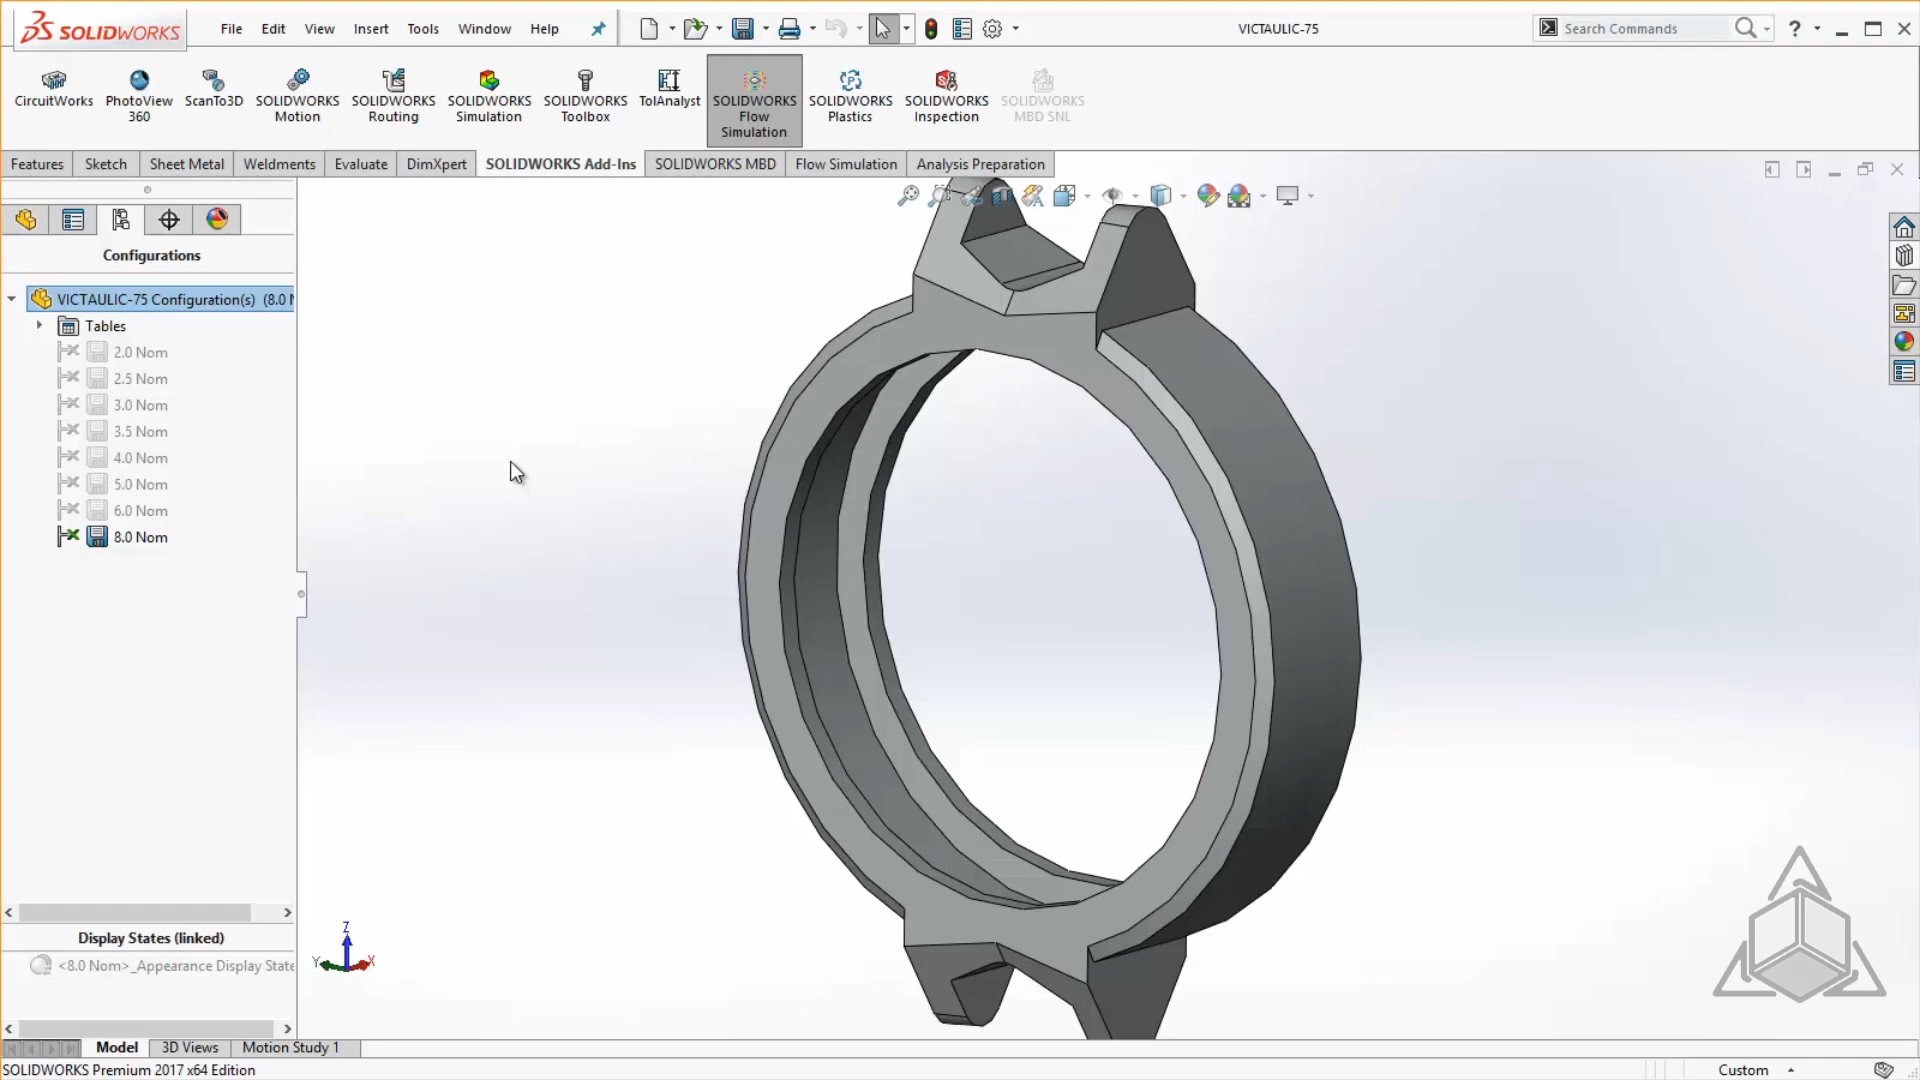 SOLIDWORKS
File Edit View Insert Tools Window Help
VICTAULIC-75
Search Commands
?
CircuitWorks
PhotoView 360
ScanTo3D
SOLIDWORKS Motion
SOLIDWORKS Routing
SOLIDWORKS Simulation
SOLIDWORKS Toolbox
TolAnalyst
SOLIDWORKS Flow Simulation
SOLIDWORKS Plastics
SOLIDWORKS Inspection
SOLIDWORKS MBD SNL
Features Sketch Sheet Metal Weldments Evaluate DimXpert SOLIDWORKS Add-Ins SOLIDWORKS MBD Flow Simulation Analysis Preparation
Configurations
VICTAULIC-75 Configuration(s) (8.0 N
Tables
2.0 Nom
2.5 Nom
3.0 Nom
3.5 Nom
4.0 Nom
5.0 Nom
6.0 Nom
8.0 Nom
Display States (linked)
<8.0 Nom>_Appearance Display State
Z
Y
X
Model 3D Views Motion Study 1
SOLIDWORKS Premium 2017 x64 Edition
Custom